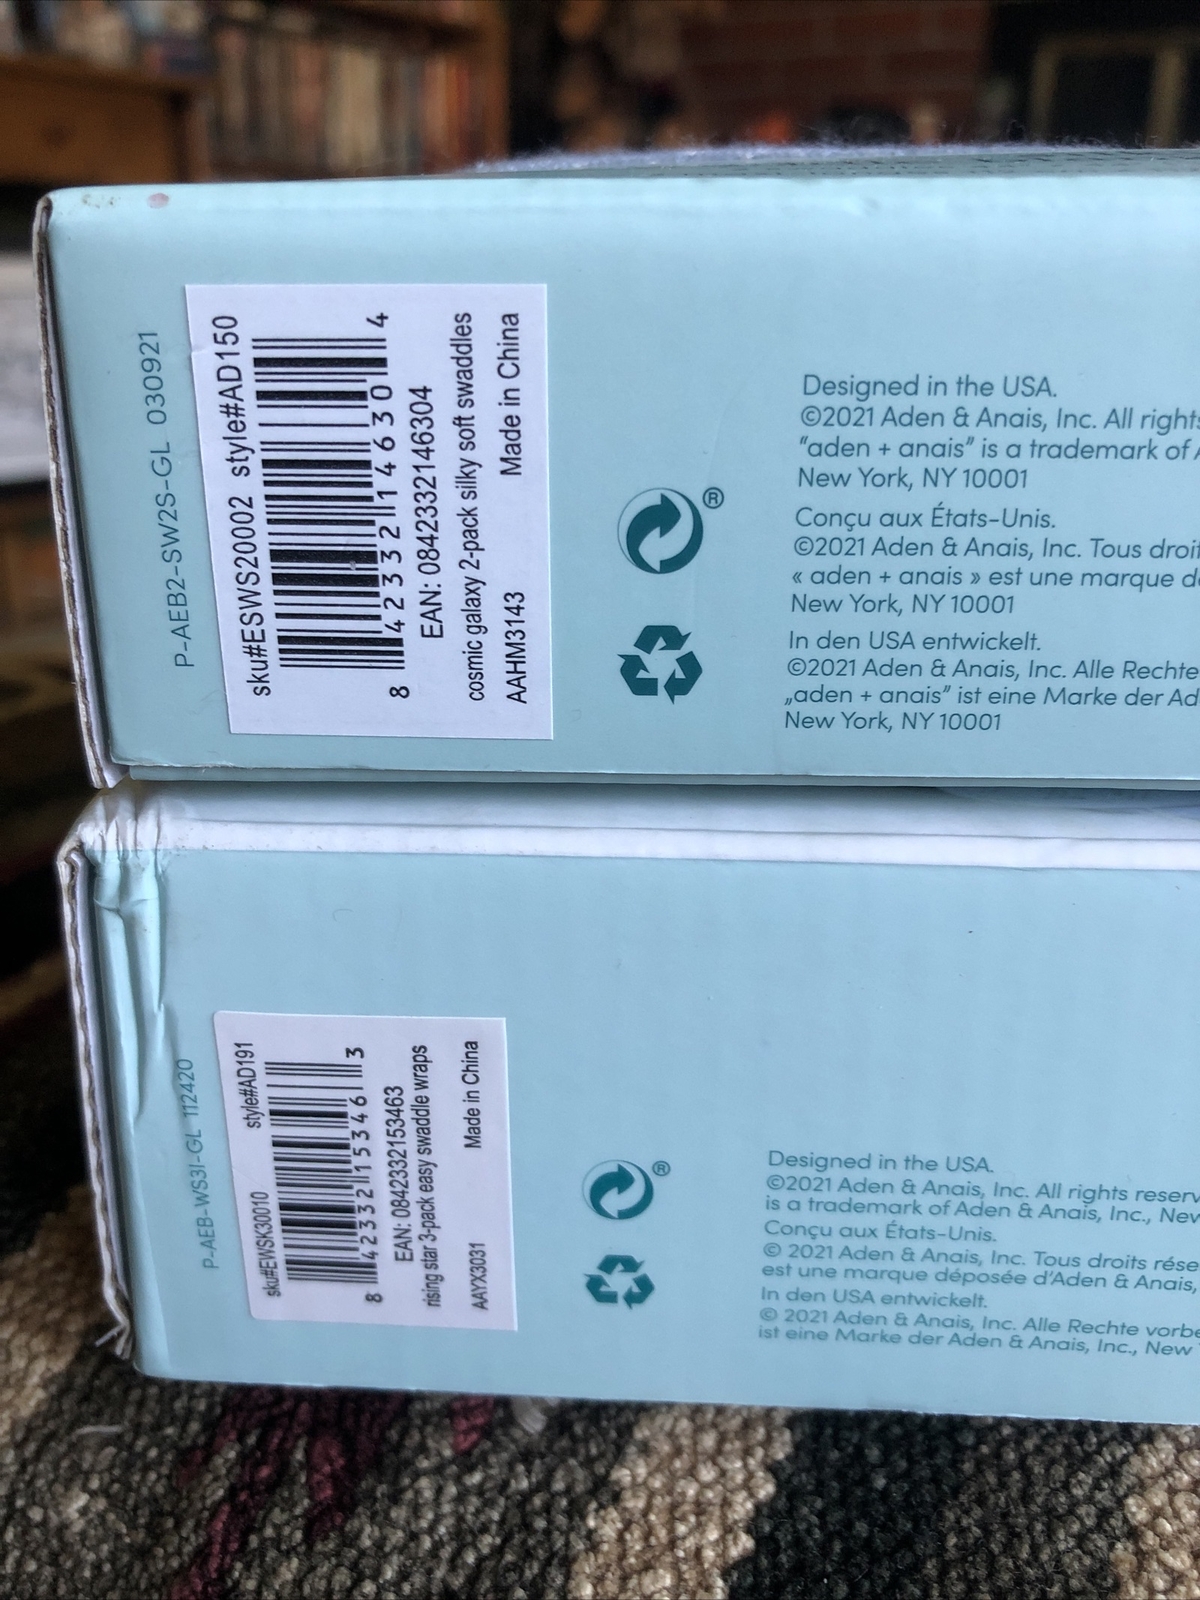 P-AEB2-SW2S-GL 030921
sku#ESWS20002 style#AD150
8 42332 14630 4
EAN: 0842332146304
cosmic galaxy 2-pack silky soft swaddles
AAHM3143 Made in China
®
Designed in the USA.
©2021 Aden & Anais, Inc. All rights
"aden + anais" is a trademark of A
New York, NY 10001
Conçu aux États-Unis.
©2021 Aden & Anais, Inc. Tous droit
« aden + anais » est une marque de
New York, NY 10001
In den USA entwickelt.
©2021 Aden & Anais, Inc. Alle Rechte
„aden + anais" ist eine Marke der Ad
New York, NY 10001
P-AEB-WS3I-GL 112420
sku#EWSK30010 style#AD191
8 42332 15346 3
EAN: 0842332153463
rising star 3-pack easy swaddle wraps
AAYX3031 Made in China
®
Designed in the USA.
©2021 Aden & Anais, Inc. All rights reserv
is a trademark of Aden & Anais, Inc., New
Conçu aux États-Unis.
© 2021 Aden & Anais, Inc. Tous droits rése
est une marque déposée d'Aden & Anais,
In den USA entwickelt.
© 2021 Aden & Anais, Inc. Alle Rechte vorbe
ist eine Marke der Aden & Anais, Inc., New